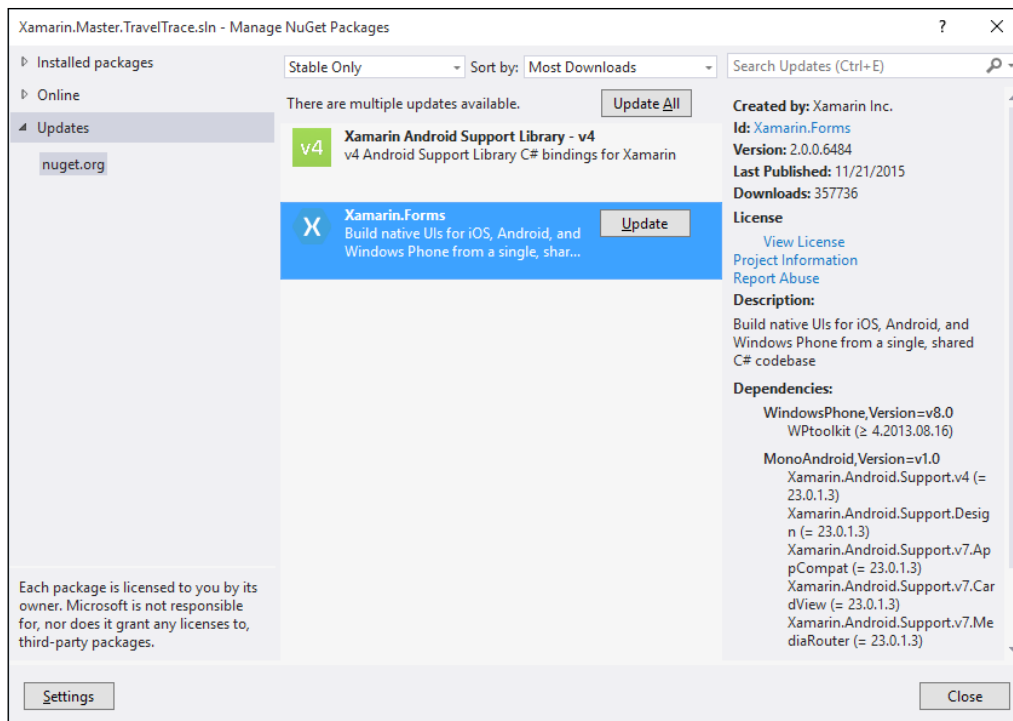 Xamarin.Master.TravelTrace.sln - Manage NuGet Packages
?
Installed packages
Online
Updates
nuget.org
Each package is licensed to you by its
owner. Microsoft is not responsible
for, nor does it grant any licenses to,
third-party packages.
Stable Only
Sort by:
Most Downloads
There are multiple updates available.
Update All
v4
Xamarin Android Support Library - v4
v4 Android Support Library C# bindings for Xamarin
X
Xamarin.Forms
Build native UIs for iOS, Android, and
Windows Phone from a single, shar...
Update
Search Updates (Ctrl+E)
Created by: Xamarin Inc.
Id: Xamarin.Forms
Version: 2.0.0.6484
Last Published: 11/21/2015
Downloads: 357736
License
View License
Project Information
Report Abuse
Description:
Build native UIs for iOS, Android, and
Windows Phone from a single, shared
C# codebase
Dependencies:
WindowsPhone,Version=v8.0
WPtoolkit (≥ 4.2013.08.16)
MonoAndroid,Version=v1.0
Xamarin.Android.Support.v4 (=
23.0.1.3)
Xamarin.Android.Support.Desig
n (= 23.0.1.3)
Xamarin.Android.Support.v7.Ap
pCompat (= 23.0.1.3)
Xamarin.Android.Support.v7.Car
dView (= 23.0.1.3)
Xamarin.Android.Support.v7.Me
diaRouter (= 23.0.1.3)
Settings
Close